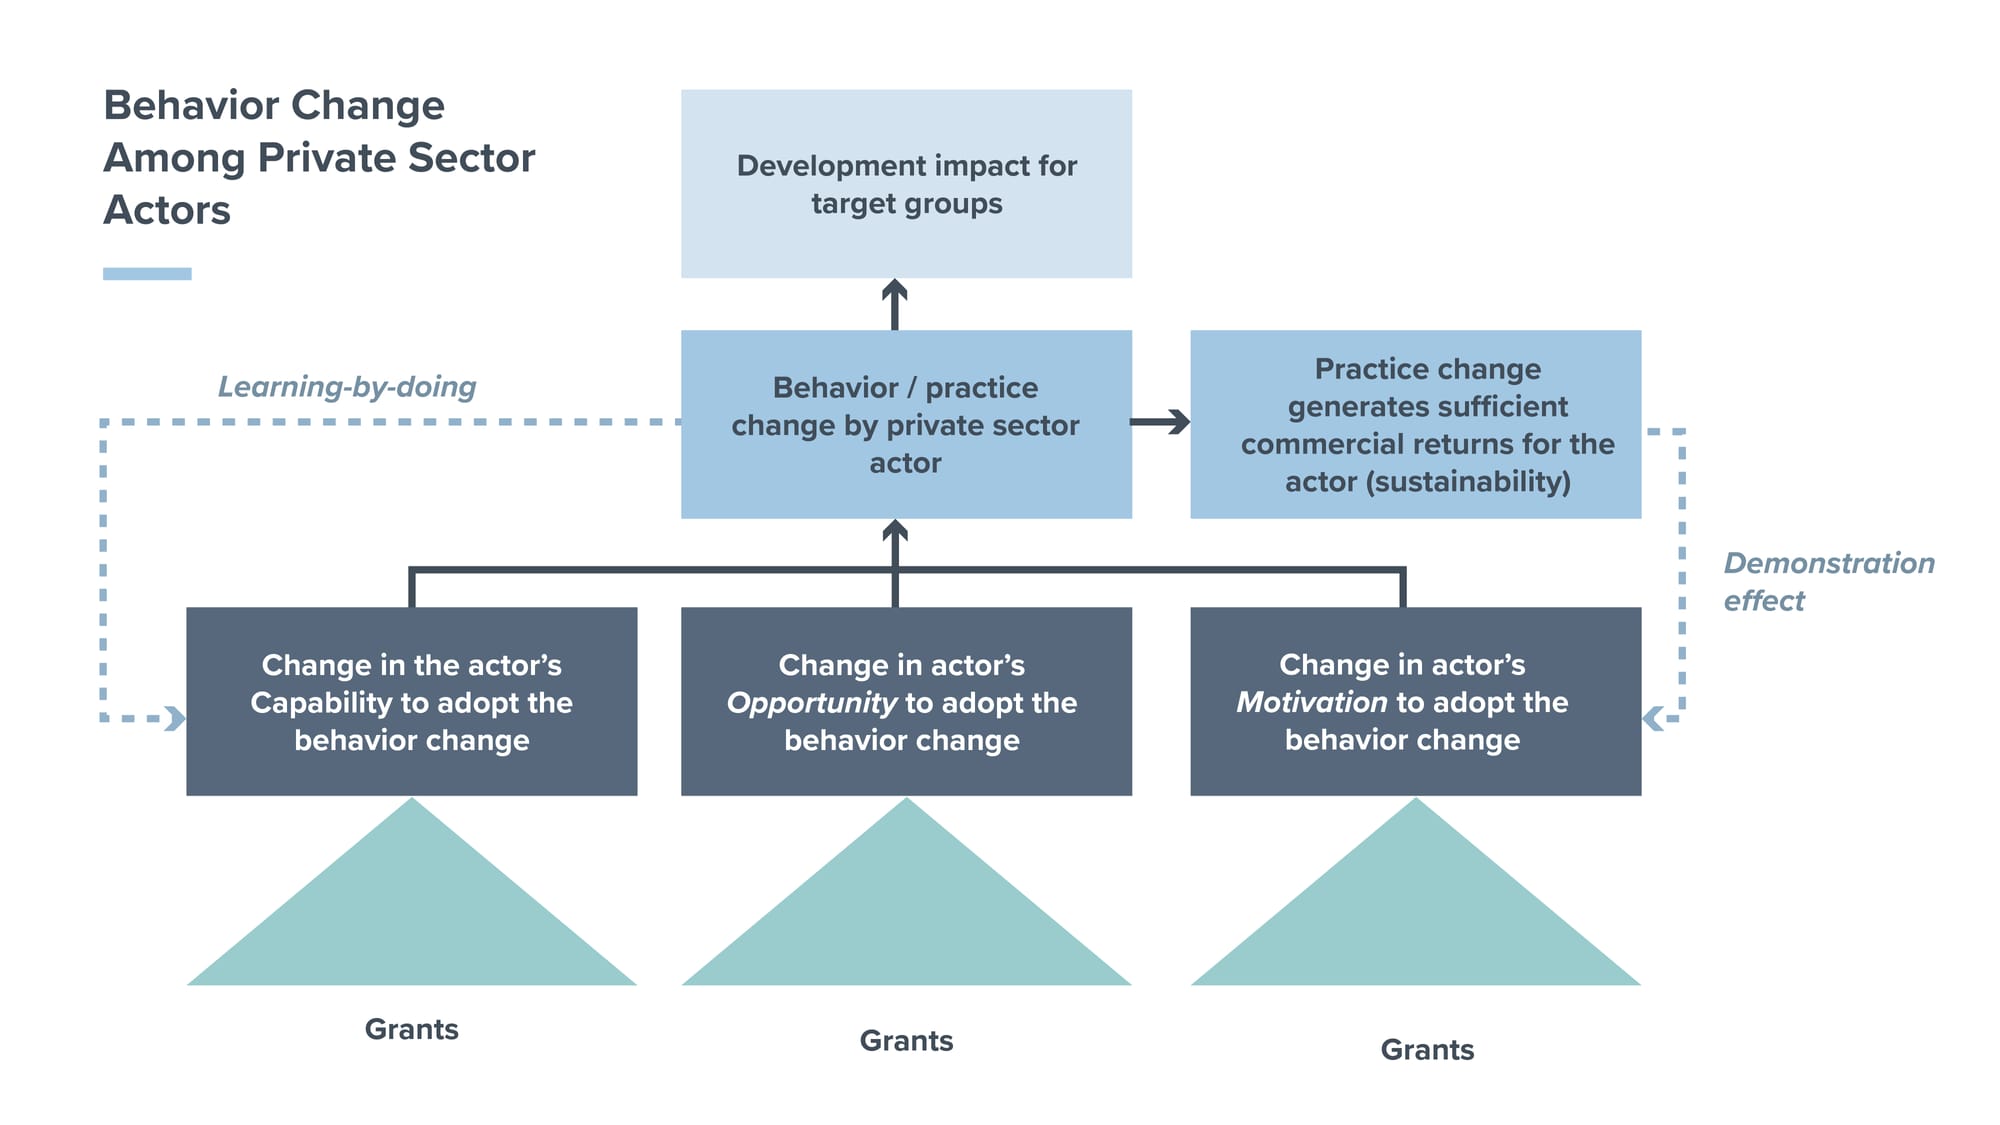 Behavior Change
Among Private Sector
Actors
Development impact for
target groups
Learning-by-doing
Behavior / practice
change by private sector
actor
Practice change
generates sufficient
commercial returns for the
actor (sustainability)
Demonstration
effect
Change in the actor’s
Capability to adopt the
behavior change
Change in actor’s
Opportunity to adopt the
behavior change
Change in actor’s
Motivation to adopt the
behavior change
Grants
Grants
Grants